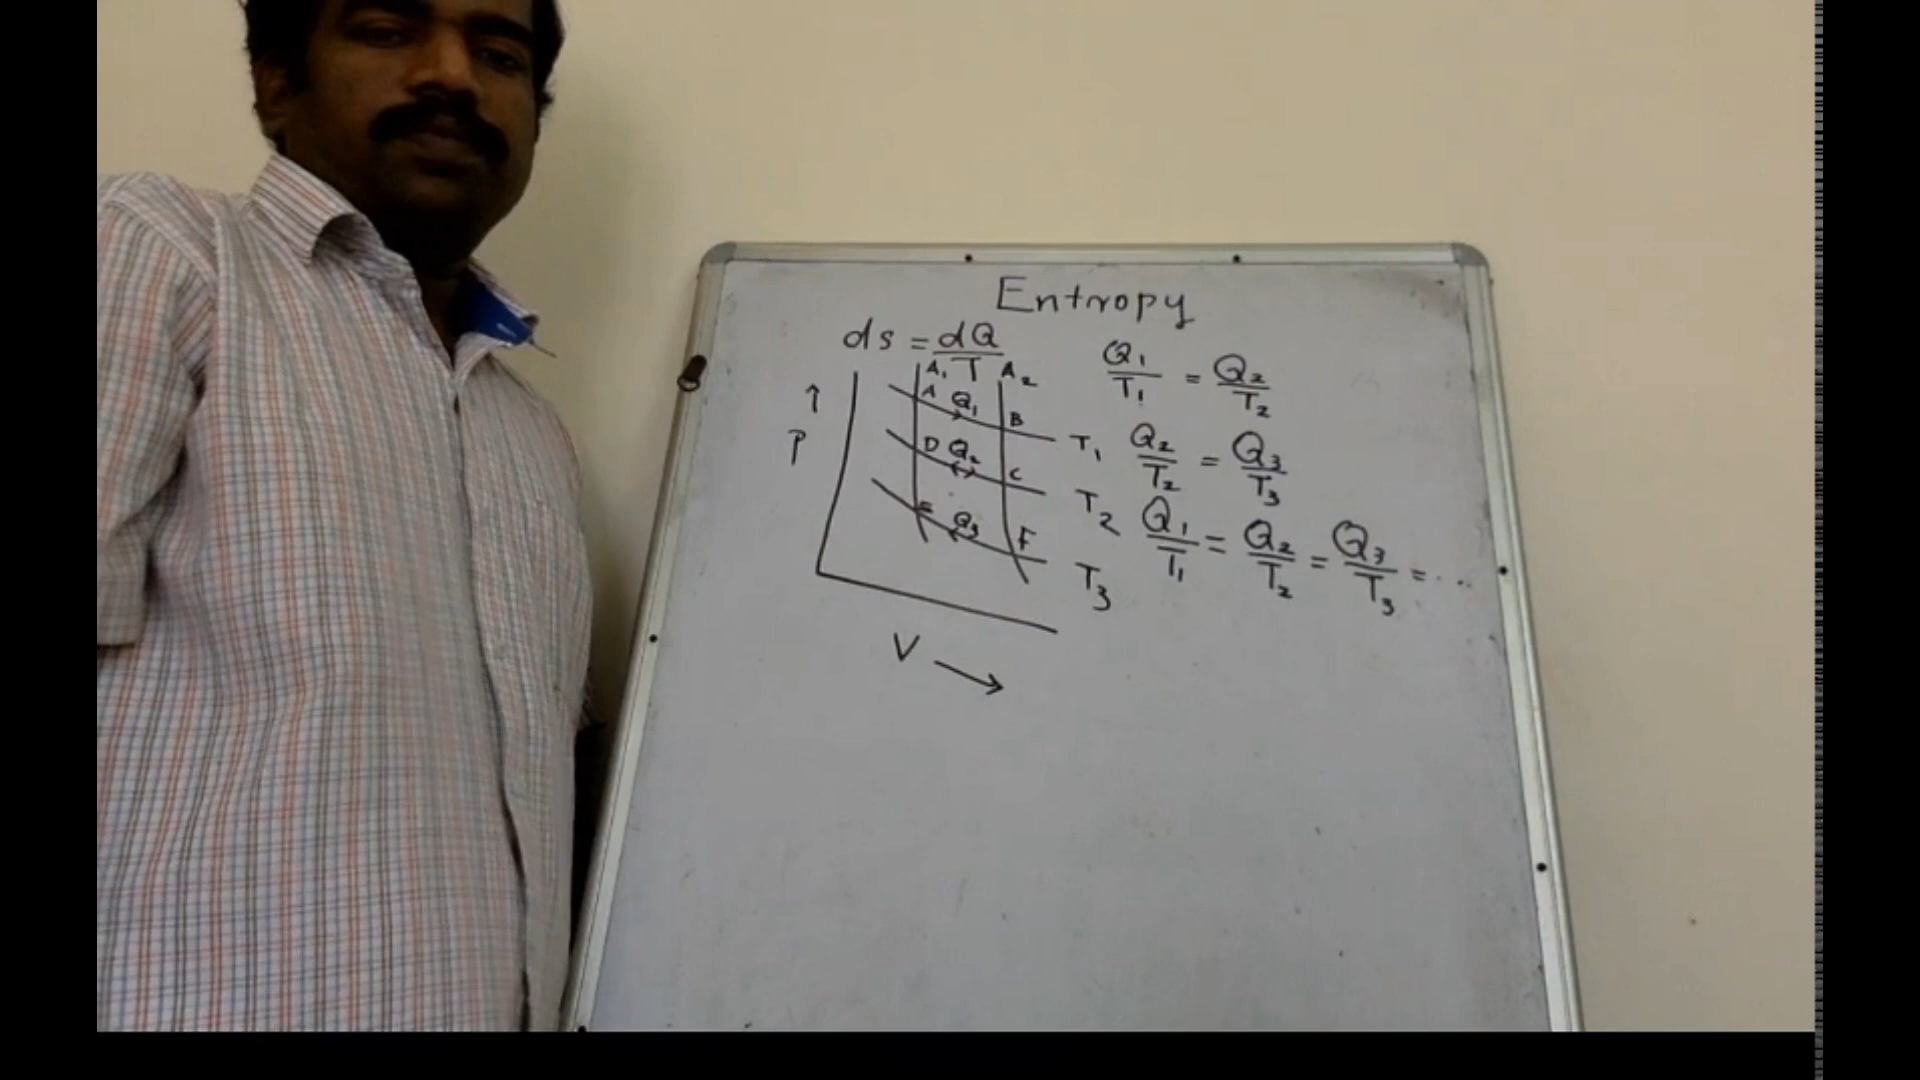 Entropy
ds = dQ/T
Q₁/T₁ = Q₂/T₂
A₁ A₂
↑
P
A Q₁ B T₁
Q₂/T₂ = Q₃/T₃
D Q₂ C T₂
Q₁/T₁ = Q₂/T₂ = Q₃/T₃ = ...
E Q₃ F T₃
V →